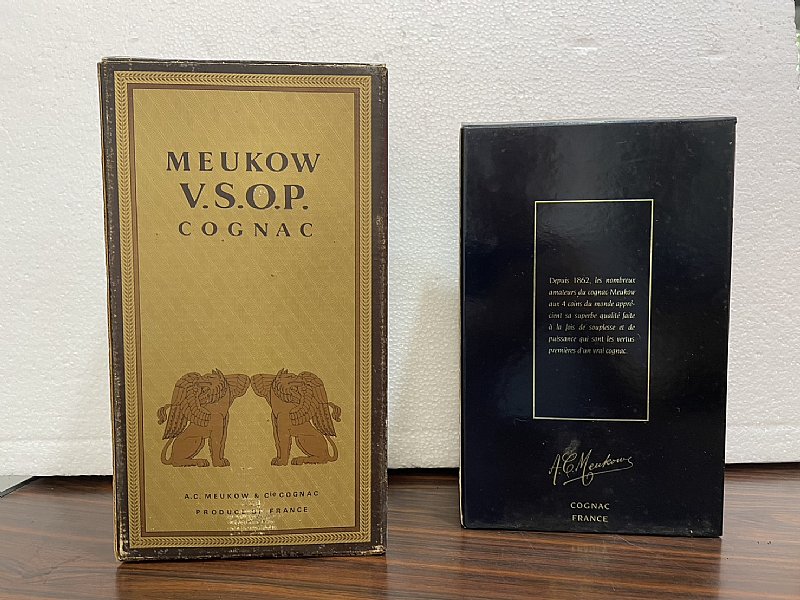 MEUKOW
V.S.O.P.
COGNAC
A.C. MEUKOW & Cie COGNAC
PRODUCE OF FRANCE
Depuis 1862, les nombreux
amateurs du cognac Meukow
aux 4 coins du monde appré-
cient sa superbe qualité faite
à la fois de souplesse et de
puissance qui sont les vertus
premières d'un vrai cognac.
A.C. Meukow
COGNAC
FRANCE